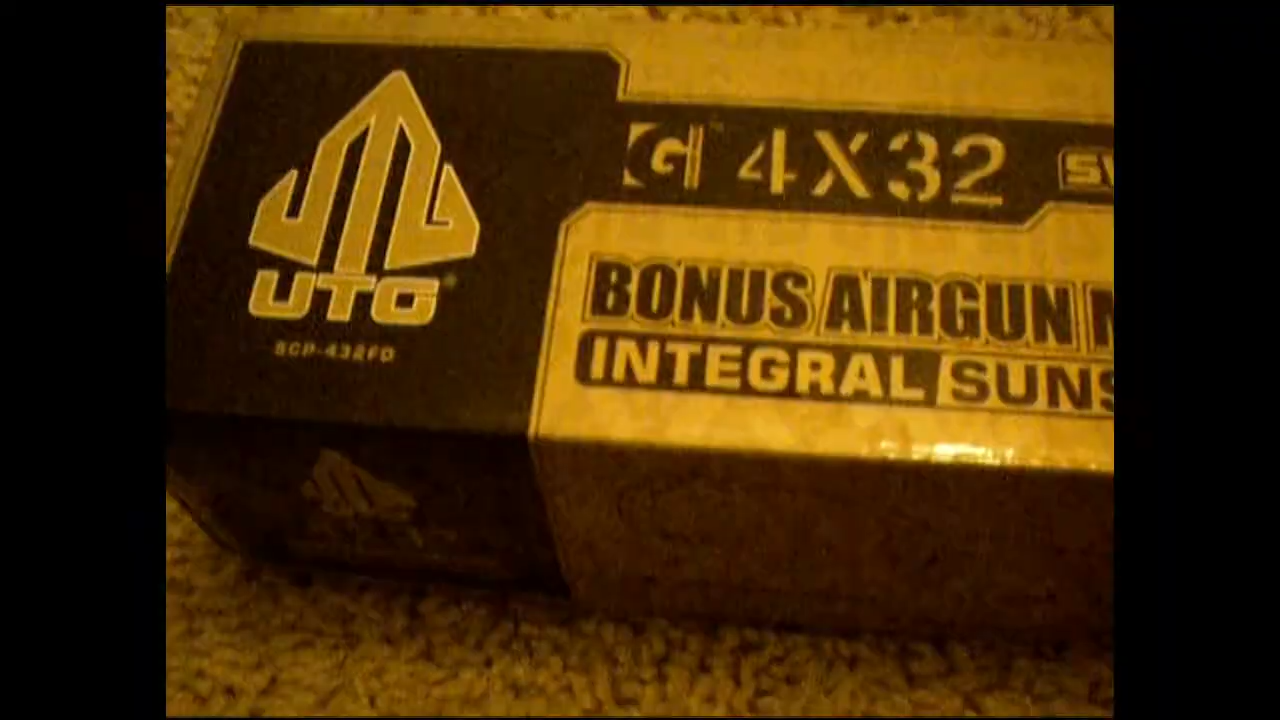 UTG
SCP-432FD
G 4X32
BONUS AIRGUN
INTEGRAL SUNS